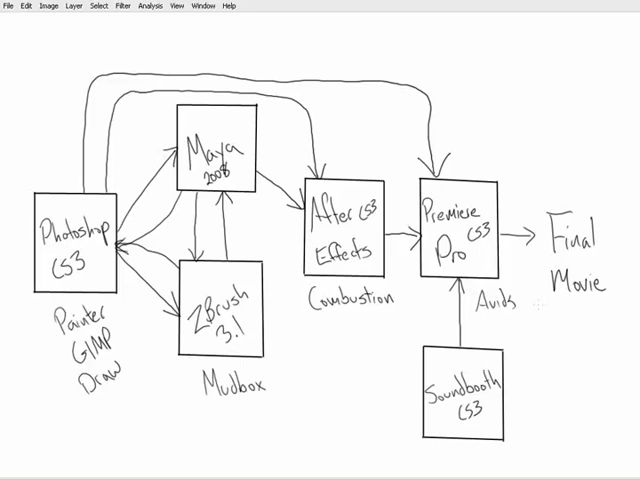 File Edit Image Layer Select Filter Analysis View Window Help
Maya
2008
Photoshop
CS3
Painter
GIMP
Draw
ZBrush
3.1
Mudbox
After CS3
Effects
Combustion
Premiere
Pro CS3
Avids
Final
Movie
Soundbooth
CS3